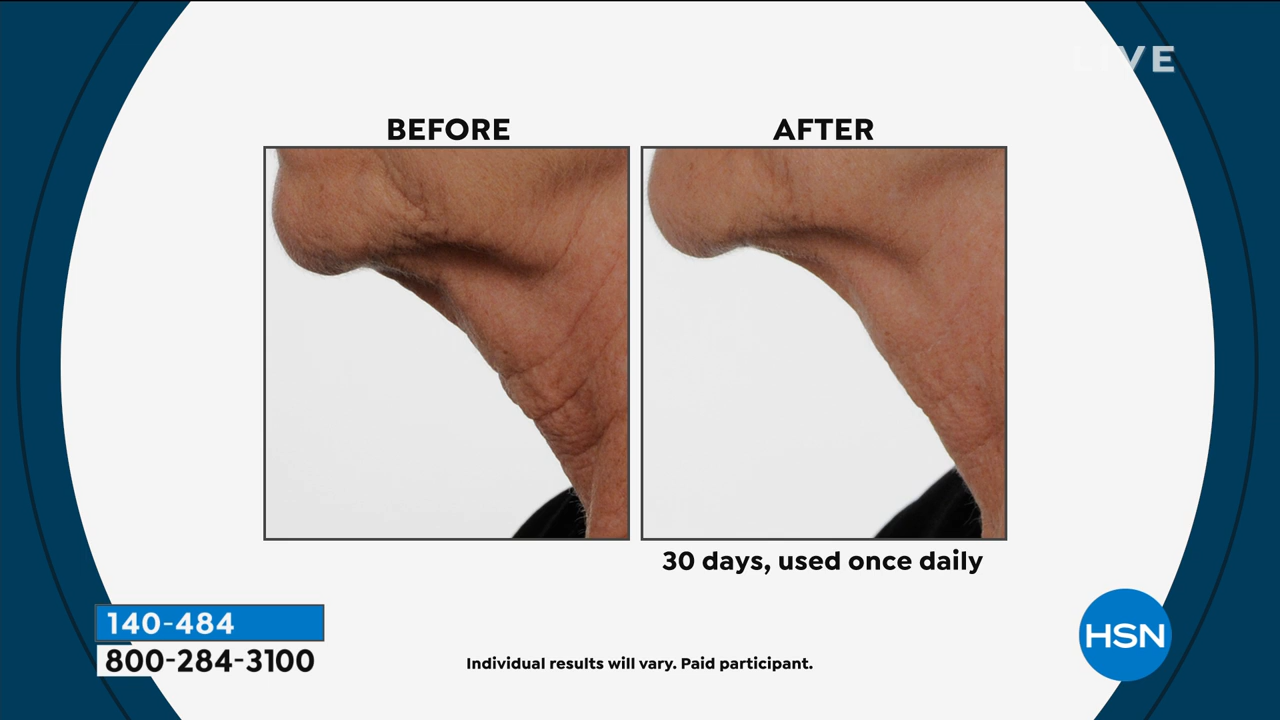 LIVE
BEFORE
AFTER
30 days, used once daily
140-484
800-284-3100
Individual results will vary. Paid participant.
HSN